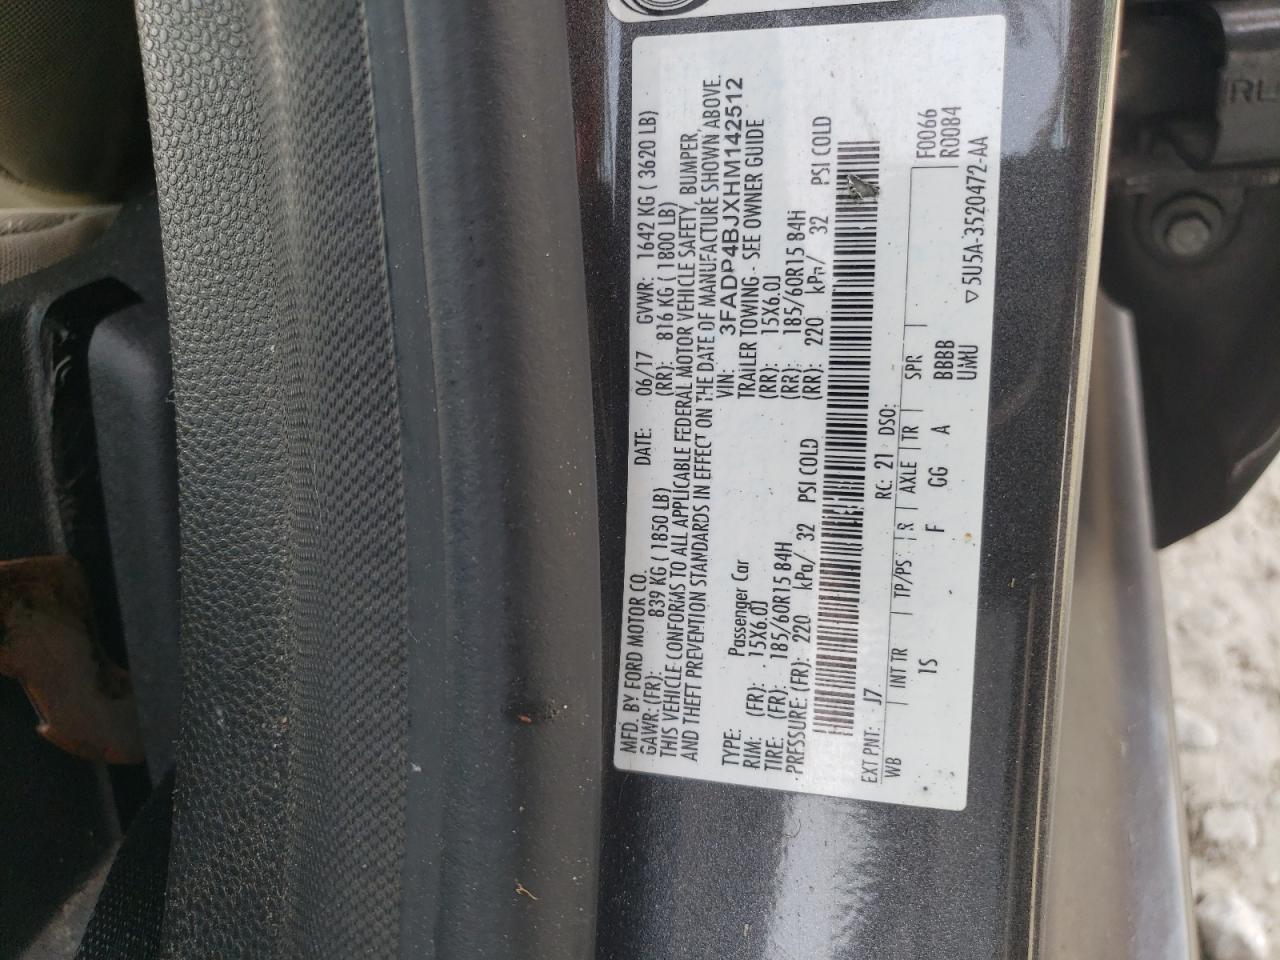 MFD. BY FORD MOTOR CO. DATE: 06/17 GVWR: 1642 KG ( 3620 LB)
GAWR: (FR): 839 KG ( 1850 LB) (RR): 816 KG ( 1800 LB)
THIS VEHICLE CONFORMS TO ALL APPLICABLE FEDERAL MOTOR VEHICLE SAFETY, BUMPER,
AND THEFT PREVENTION STANDARDS IN EFFECT ON THE DATE OF MANUFACTURE SHOWN ABOVE.
VIN: 3FADP4BJXHM142512
TYPE: Passenger Car TRAILER TOWING - SEE OWNER GUIDE
RIM: (FR): 15X6.0J (RR): 15X6.0J
TIRE: (FR): 185/60R15 84H (RR): 185/60R15 84H
PRESSURE: (FR): 220 kPa/ 32 PSI COLD (RR): 220 kPa/ 32 PSI COLD
EXT PNT: J7 RC: 21 DSO: F0066
WB INT TR TP/PS R AXLE TR SPR R0084
1S F GG A BBBB
UMU
▽ 5U5A-3520472-AA